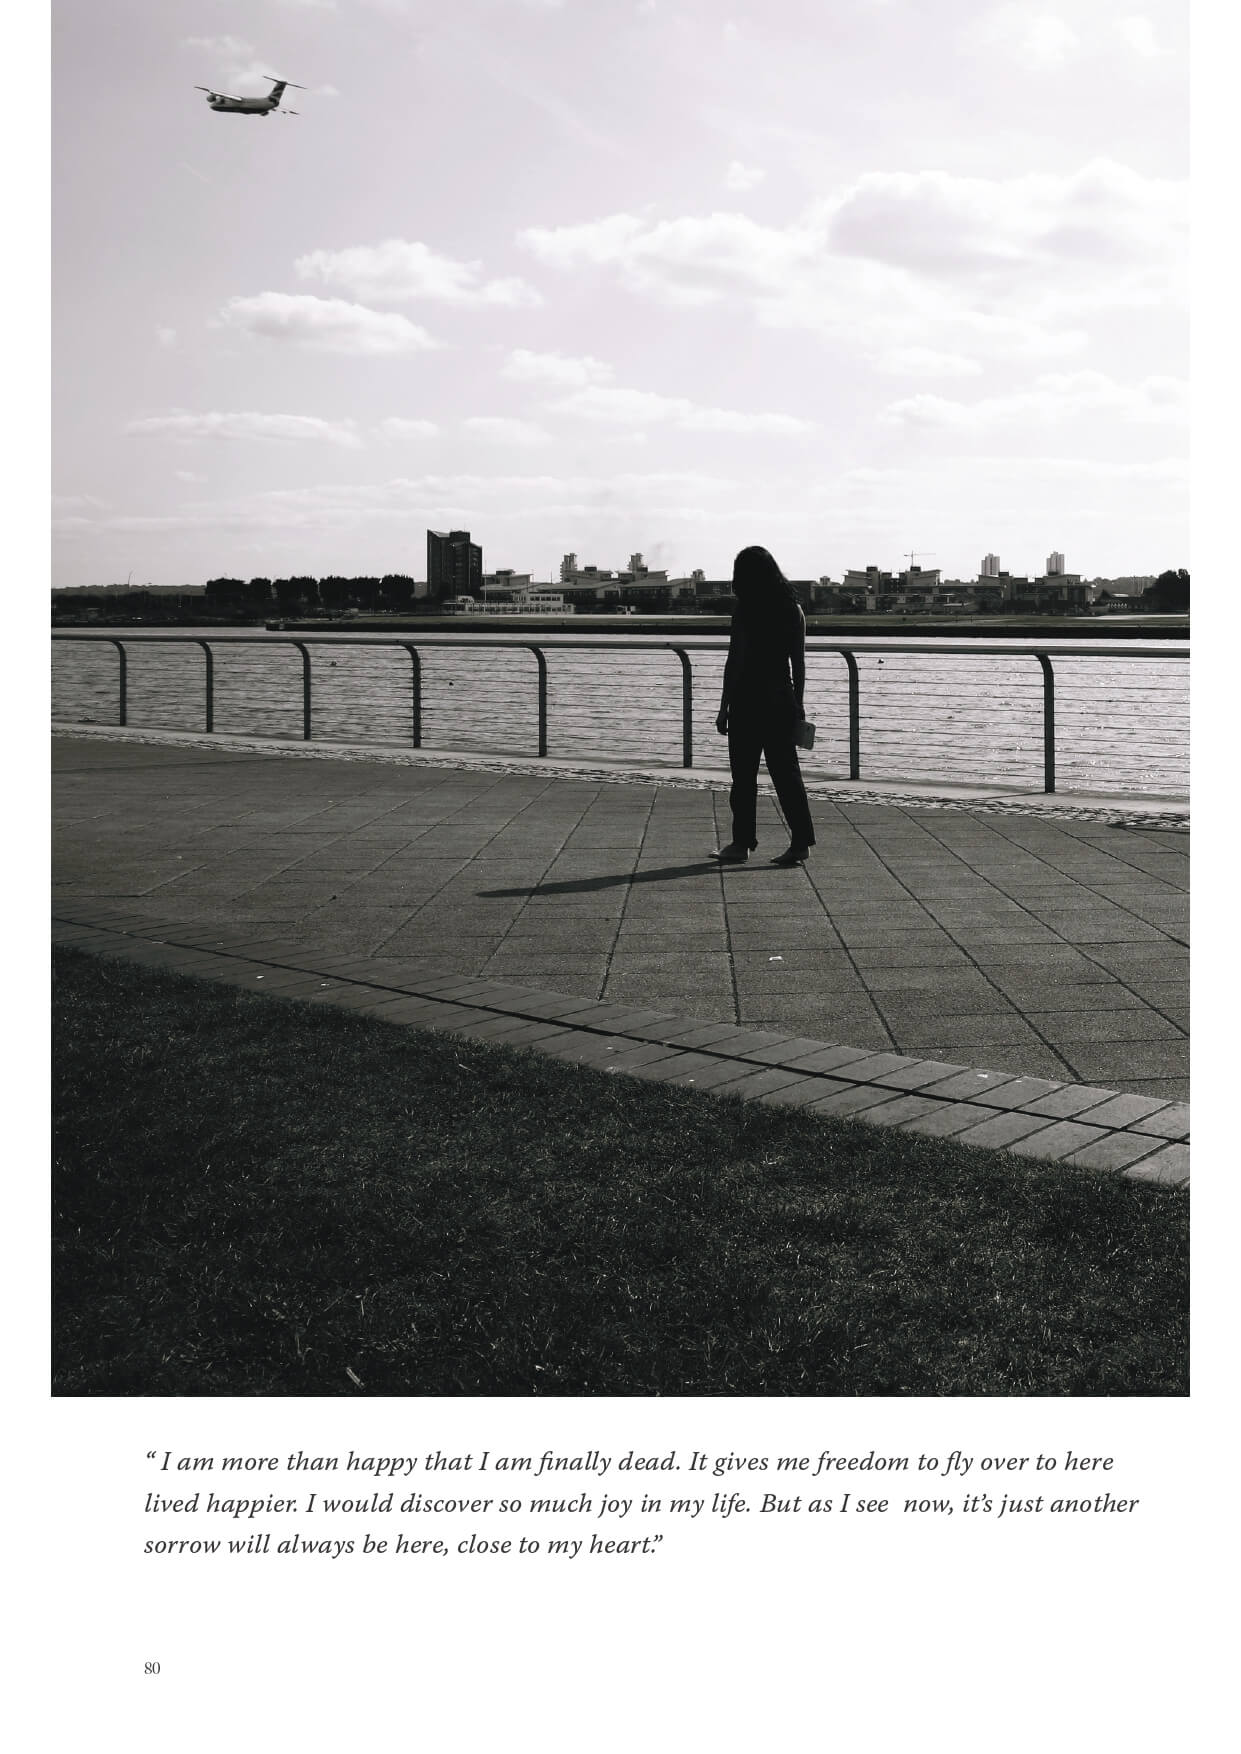 “ I am more than happy that I am finally dead. It gives me freedom to fly over to here
lived happier. I would discover so much joy in my life. But as I see  now, it’s just another
sorrow will always be here, close to my heart.”
80